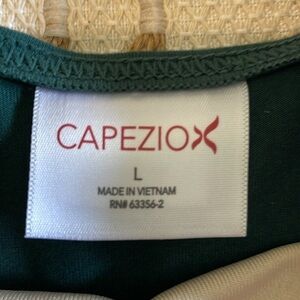 CAPEZIO
L
MADE IN VIETNAM
RN# 63356-2